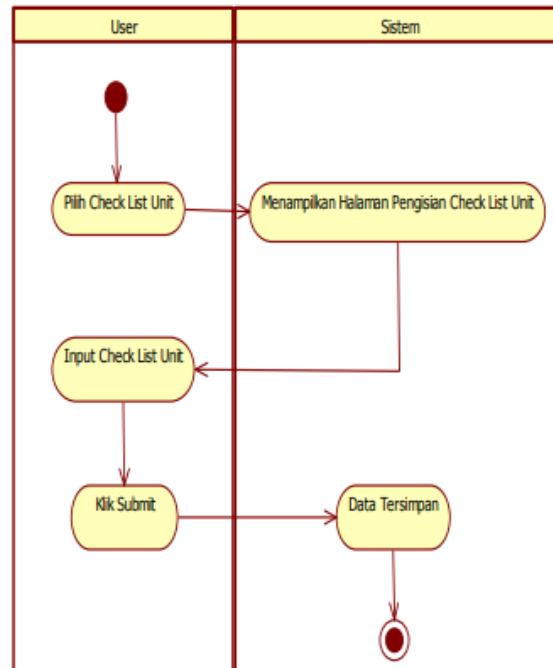 User
Sistem
Pilih Check List Unit
Menampilkan Halaman Pengisian Check List Unit
Input Check List Unit
Klik Submit
Data Tersimpan